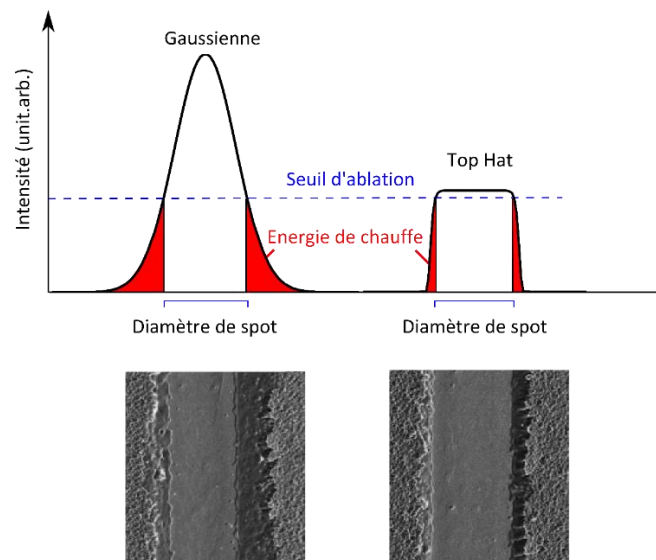 Gaussienne
Intensité (unit.arb.)
Top Hat
Seuil d'ablation
Energie de chauffe
Diamètre de spot
Diamètre de spot